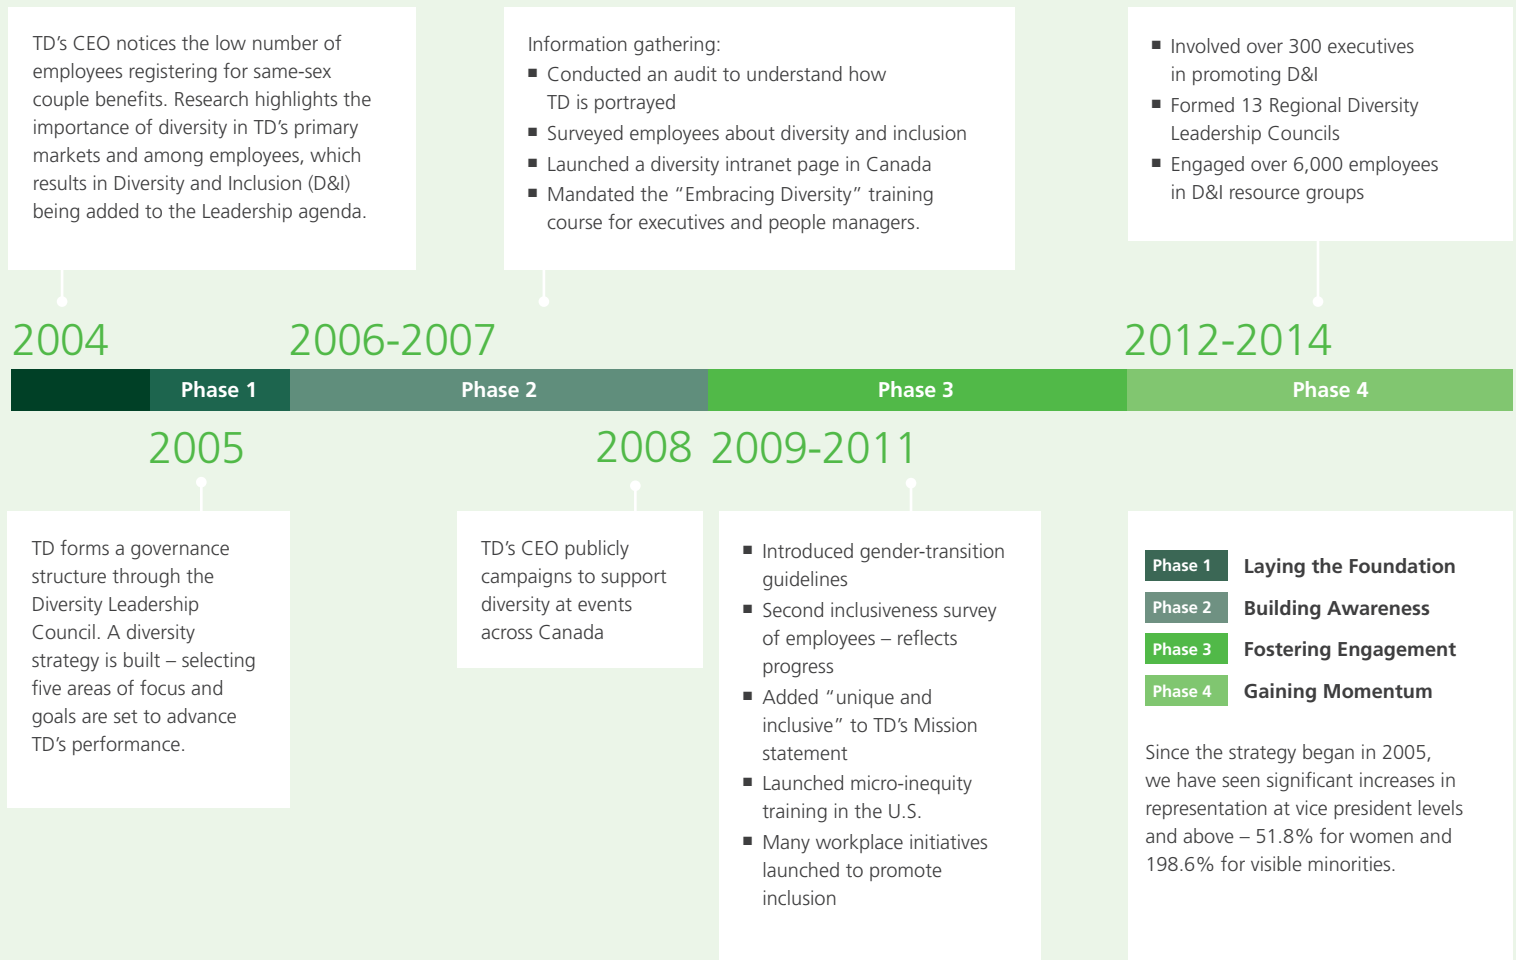 TD’s CEO notices the low number of
employees registering for same-sex
couple benefits. Research highlights the
importance of diversity in TD’s primary
markets and among employees, which
results in Diversity and Inclusion (D&I)
being added to the Leadership agenda.
Information gathering:
■ Conducted an audit to understand how
TD is portrayed
■ Surveyed employees about diversity and inclusion
■ Launched a diversity intranet page in Canada
■ Mandated the “Embracing Diversity” training
course for executives and people managers.
■ Involved over 300 executives
in promoting D&I
■ Formed 13 Regional Diversity
Leadership Councils
■ Engaged over 6,000 employees
in D&I resource groups
2004
2006-2007
2012-2014
Phase 1
Phase 2
Phase 3
Phase 4
2005
2008
2009-2011
TD forms a governance
structure through the
Diversity Leadership
Council. A diversity
strategy is built – selecting
five areas of focus and
goals are set to advance
TD’s performance.
TD’s CEO publicly
campaigns to support
diversity at events
across Canada
■ Introduced gender-transition
guidelines
■ Second inclusiveness survey
of employees – reflects
progress
■ Added “unique and
inclusive” to TD’s Mission
statement
■ Launched micro-inequity
training in the U.S.
■ Many workplace initiatives
launched to promote
inclusion
Phase 1 Laying the Foundation
Phase 2 Building Awareness
Phase 3 Fostering Engagement
Phase 4 Gaining Momentum
Since the strategy began in 2005,
we have seen significant increases in
representation at vice president levels
and above – 51.8% for women and
198.6% for visible minorities.